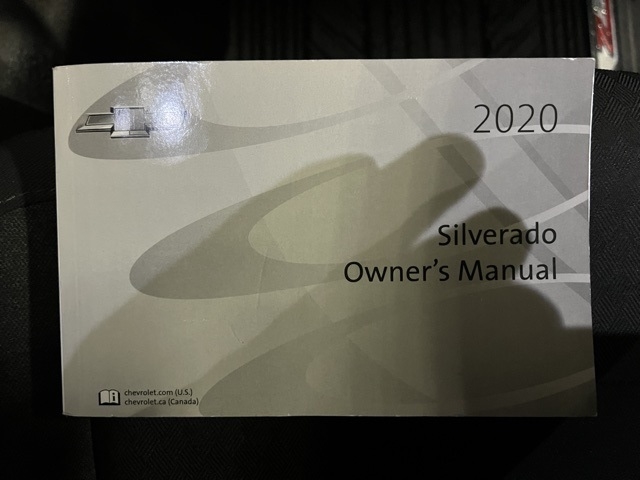 2020
Silverado
Owner's Manual
chevrolet.com (U.S.)
chevrolet.ca (Canada)